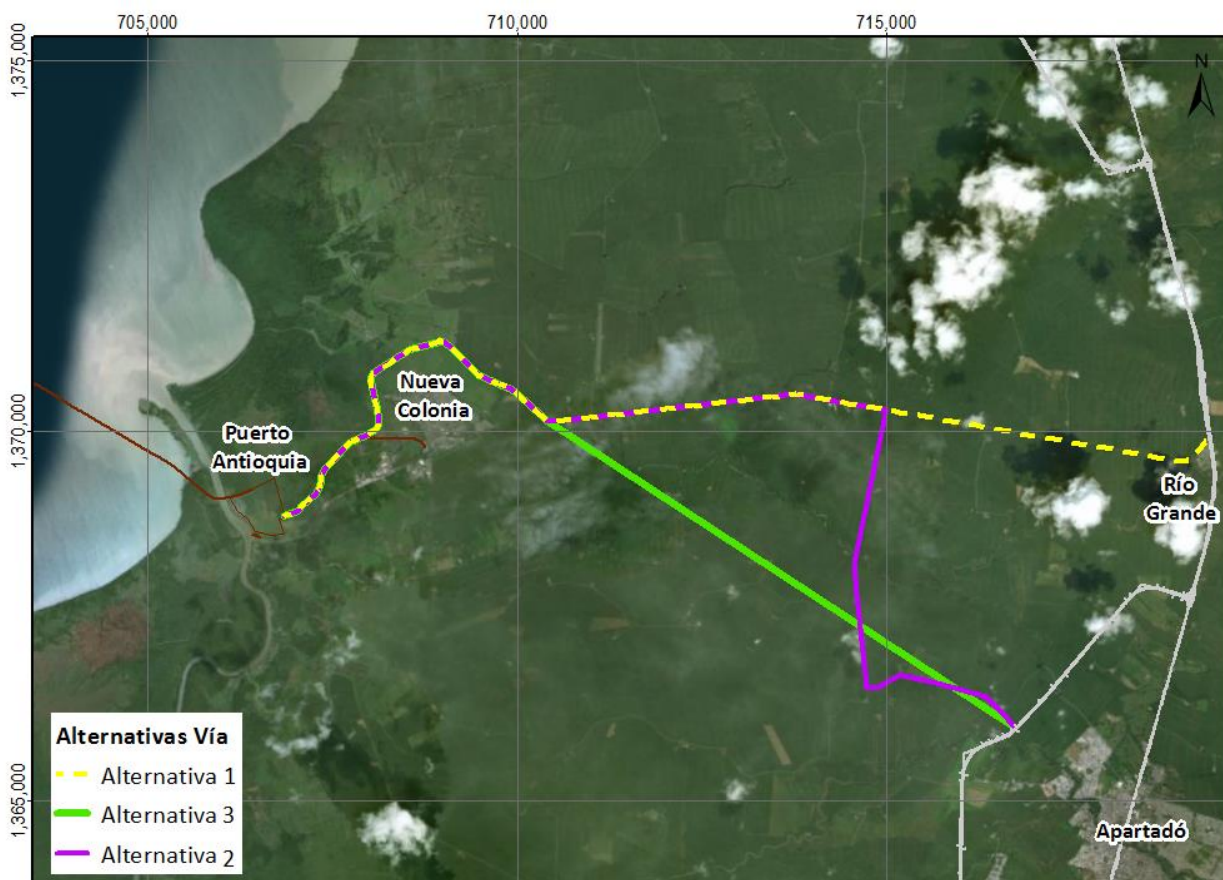 705,000
710,000
715,000
1,375,000
N
Nueva
Colonia
1,370,000
Puerto
Antioquia
Río
Grande
Alternativas Vía
Alternativa 1
1,365,000
Alternativa 3
Apartadó
Alternativa 2